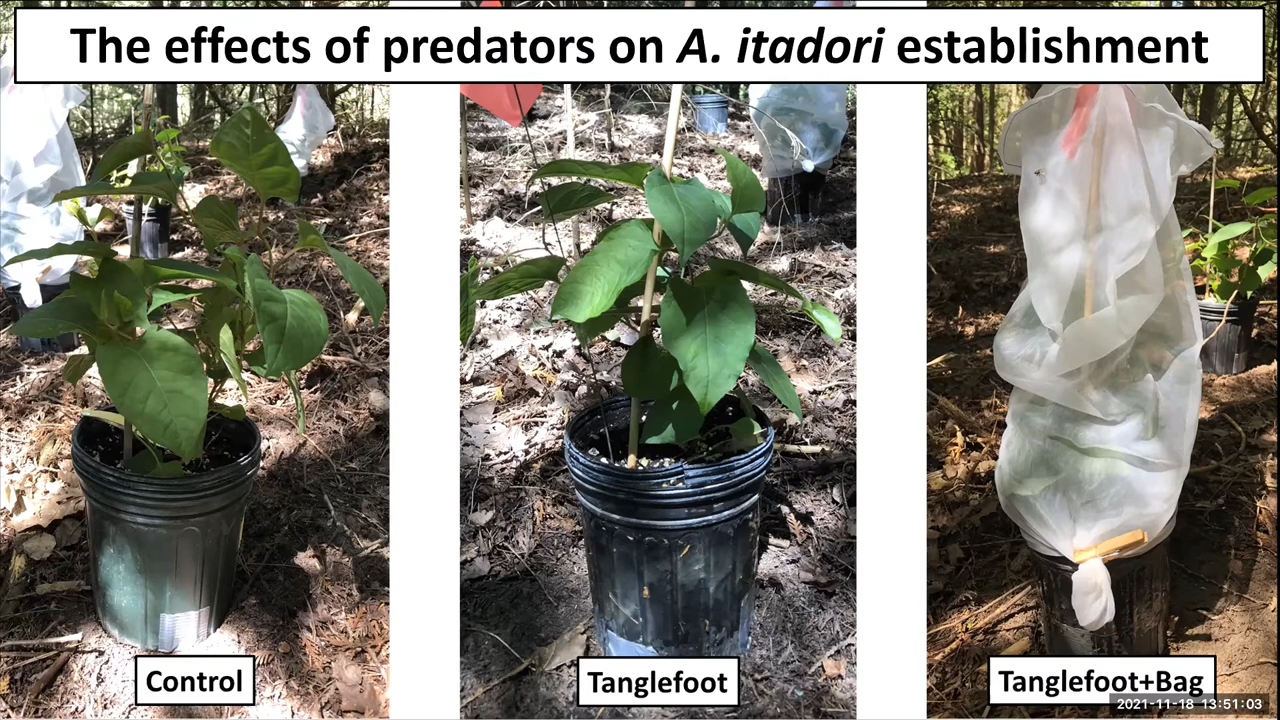 The effects of predators on A. itadori establishment
Control
Tanglefoot
Tanglefoot+Bag
2021-11-18 13:51:03